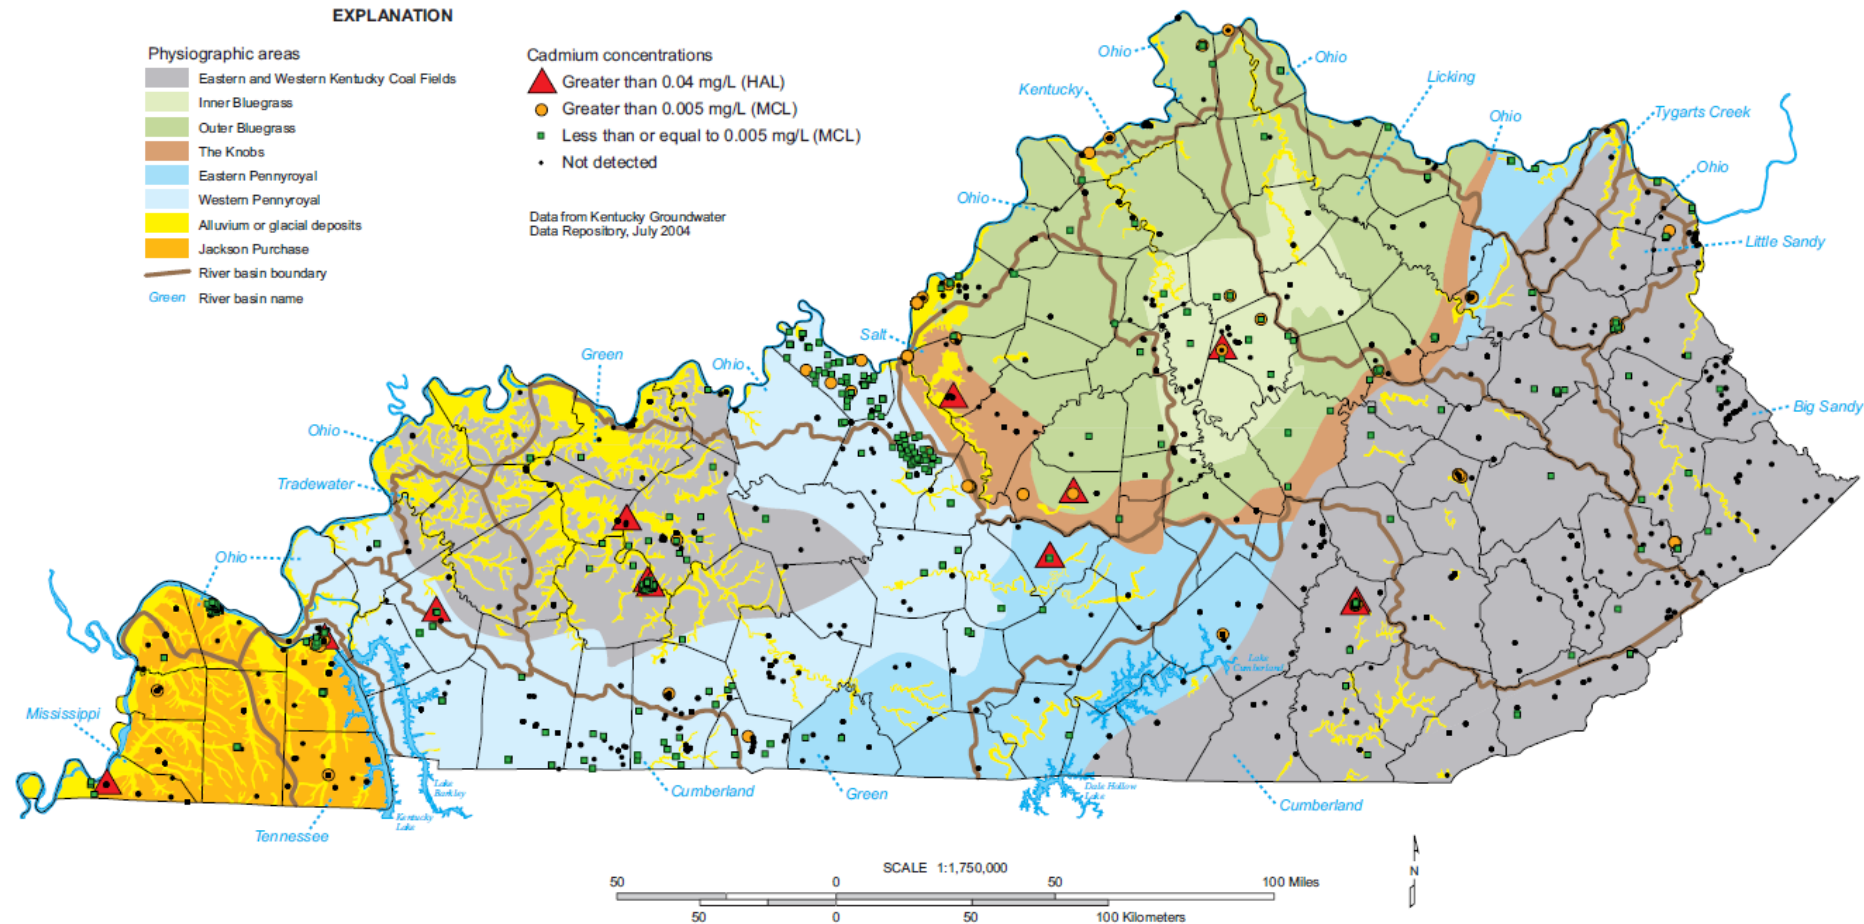 EXPLANATION
Physiographic areas
Eastern and Western Kentucky Coal Fields
Inner Bluegrass
Outer Bluegrass
The Knobs
Eastern Pennyroyal
Western Pennyroyal
Alluvium or glacial deposits
Jackson Purchase
River basin boundary
Green River basin name
Cadmium concentrations
Greater than 0.04 mg/L (HAL)
Greater than 0.005 mg/L (MCL)
Less than or equal to 0.005 mg/L (MCL)
Not detected
Data from Kentucky Groundwater
Data Repository, July 2004
Ohio
Ohio
Kentucky
Licking
Ohio
Tygarts Creek
Ohio
Ohio
Little Sandy
Salt
Green
Ohio
Big Sandy
Ohio
Tradewater
Ohio
Lake
Cumberland
Mississippi
Lake
Barkley
Kentucky
Lake
Cumberland
Green
Dale Hollow
Lake
Cumberland
Tennessee
SCALE 1:1,750,000
50 0 50 100 Miles
50 0 50 100 Kilometers
N